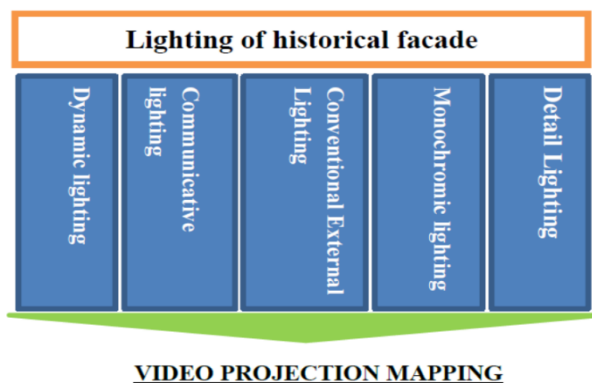 Lighting of historical facade
Dynamic lighting
Communicative
lighting
Conventional External
Lighting
Monochromic lighting
Detail Lighting
VIDEO PROJECTION MAPPING